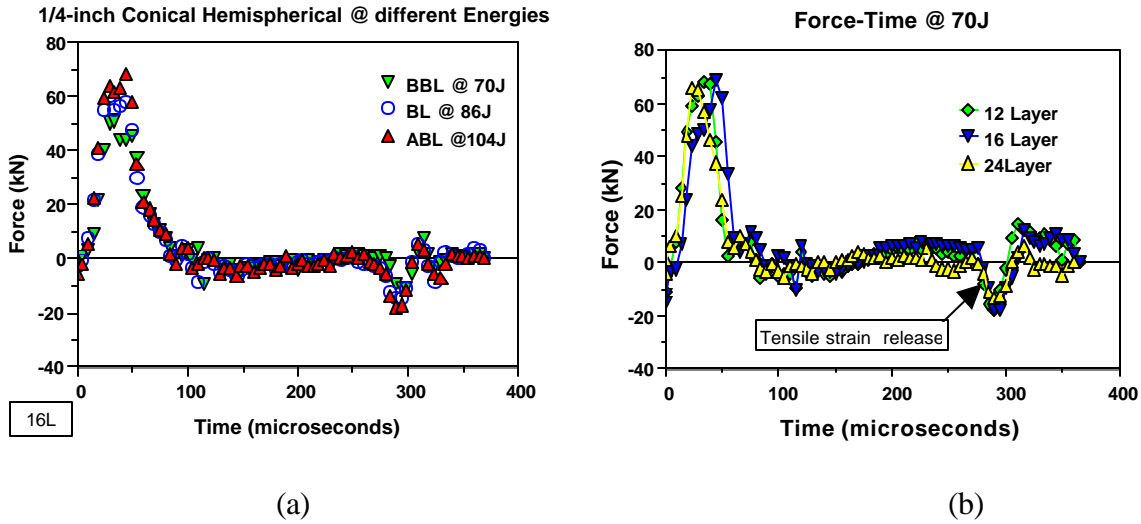 1/4-inch Conical Hemispherical @ different Energies
80
60
40
20
0
-20
-40
0
100
200
300
400
Force (kN)
Time (microseconds)
BBL @ 70J
BL @ 86J
ABL @104J
16L
(a)
Force-Time @ 70J
80
60
40
20
0
-20
-40
0
100
200
300
400
Force (kN)
Time (microseconds)
12 Layer
16 Layer
24Layer
Tensile strain release
(b)